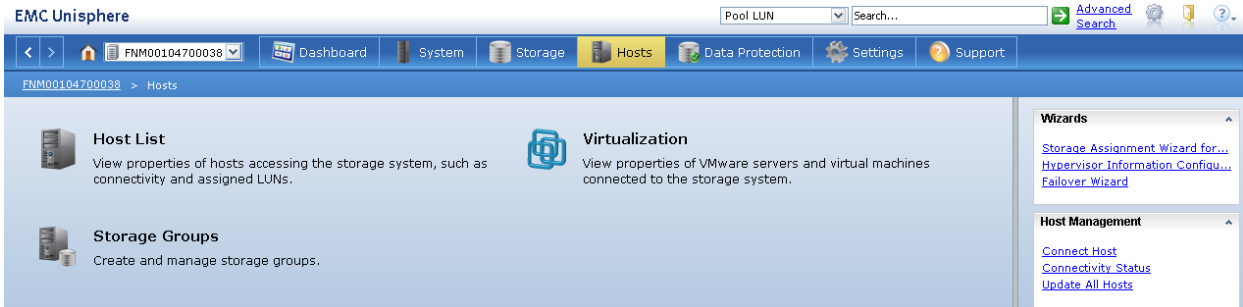 EMC Unisphere
Pool LUN
Search...
Advanced
Search
FNM00104700038
Dashboard
System
Storage
Hosts
Data Protection
Settings
Support
FNM00104700038 > Hosts
Host List
View properties of hosts accessing the storage system, such as
connectivity and assigned LUNs.
Virtualization
View properties of VMware servers and virtual machines
connected to the storage system.
Storage Groups
Create and manage storage groups.
Wizards
Storage Assignment Wizard for...
Hypervisor Information Configu...
Failover Wizard
Host Management
Connect Host
Connectivity Status
Update All Hosts